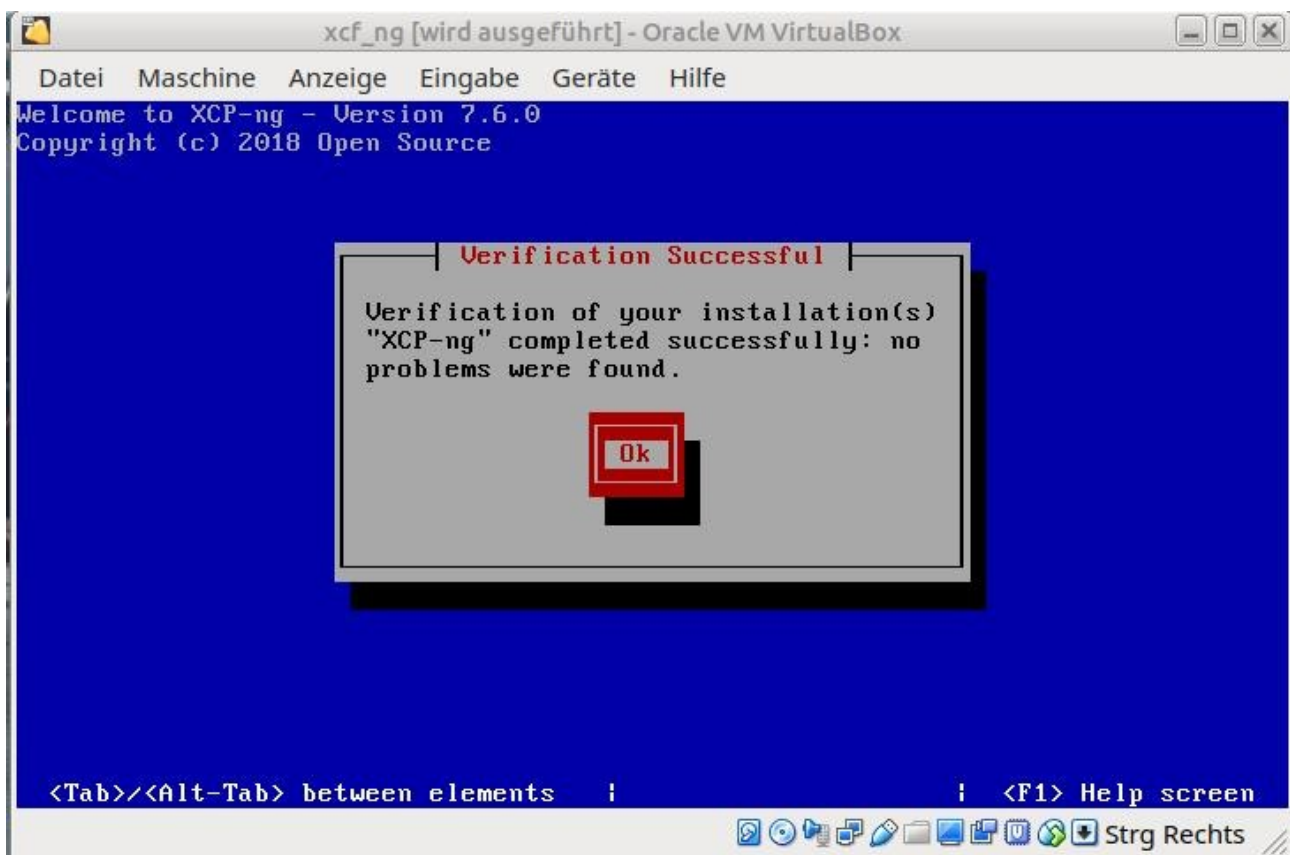 xcf_ng [wird ausgeführt] - Oracle VM VirtualBox
Datei Maschine Anzeige Eingabe Geräte Hilfe
Welcome to XCP-ng - Version 7.6.0
Copyright (c) 2018 Open Source
Verification Successful
Verification of your installation(s)
"XCP-ng" completed successfully: no
problems were found.
Ok
<Tab>/<Alt-Tab> between elements | | <F1> Help screen
Strg Rechts